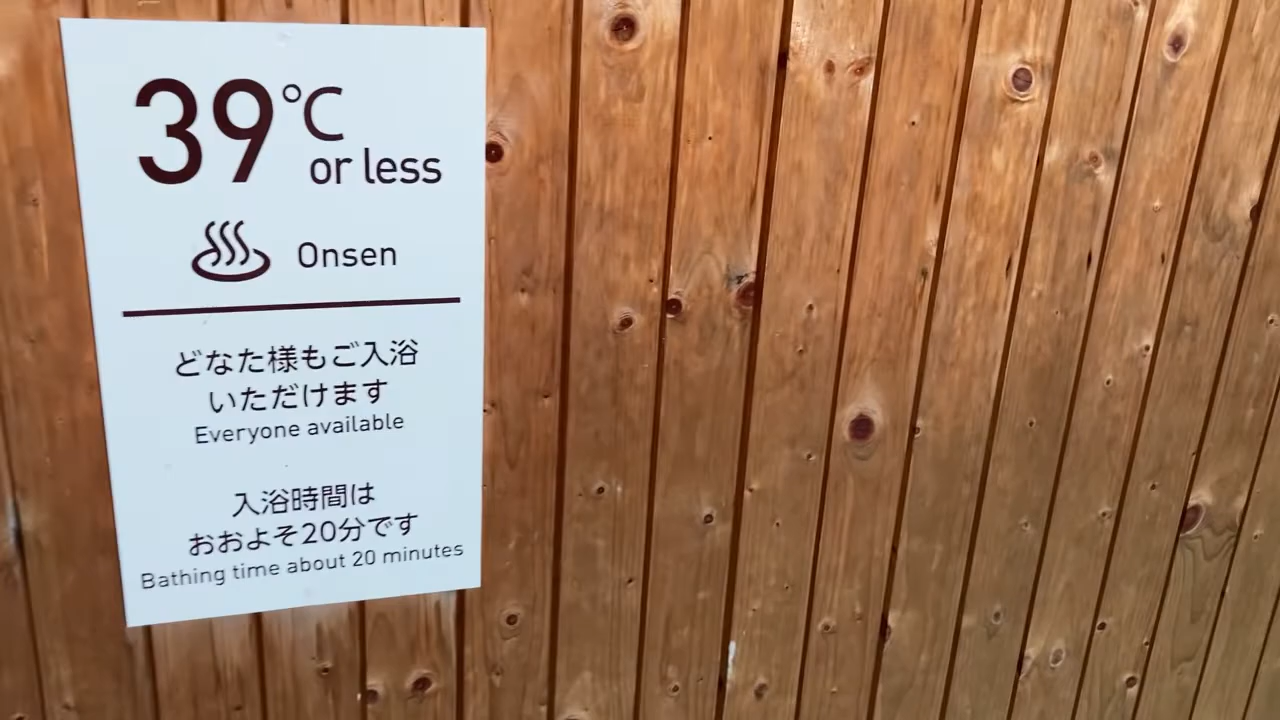 39℃
or less
Onsen
どなた様もご入浴
いただけます
Everyone available
入浴時間は
おおよそ20分です
Bathing time about 20 minutes